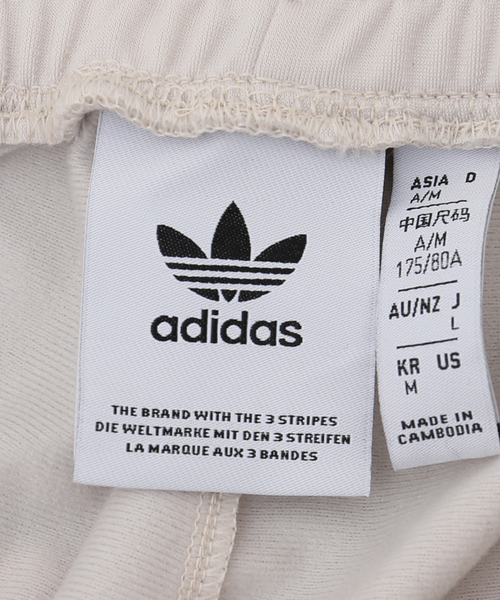 adidas
THE BRAND WITH THE 3 STRIPES
DIE WELTMARKE MIT DEN 3 STREIFEN
LA MARQUE AUX 3 BANDES
ASIA D
A/M
中国尺码
A/M
175/80A
AU/NZ J
L
KR US
M
MADE IN
CAMBODIA